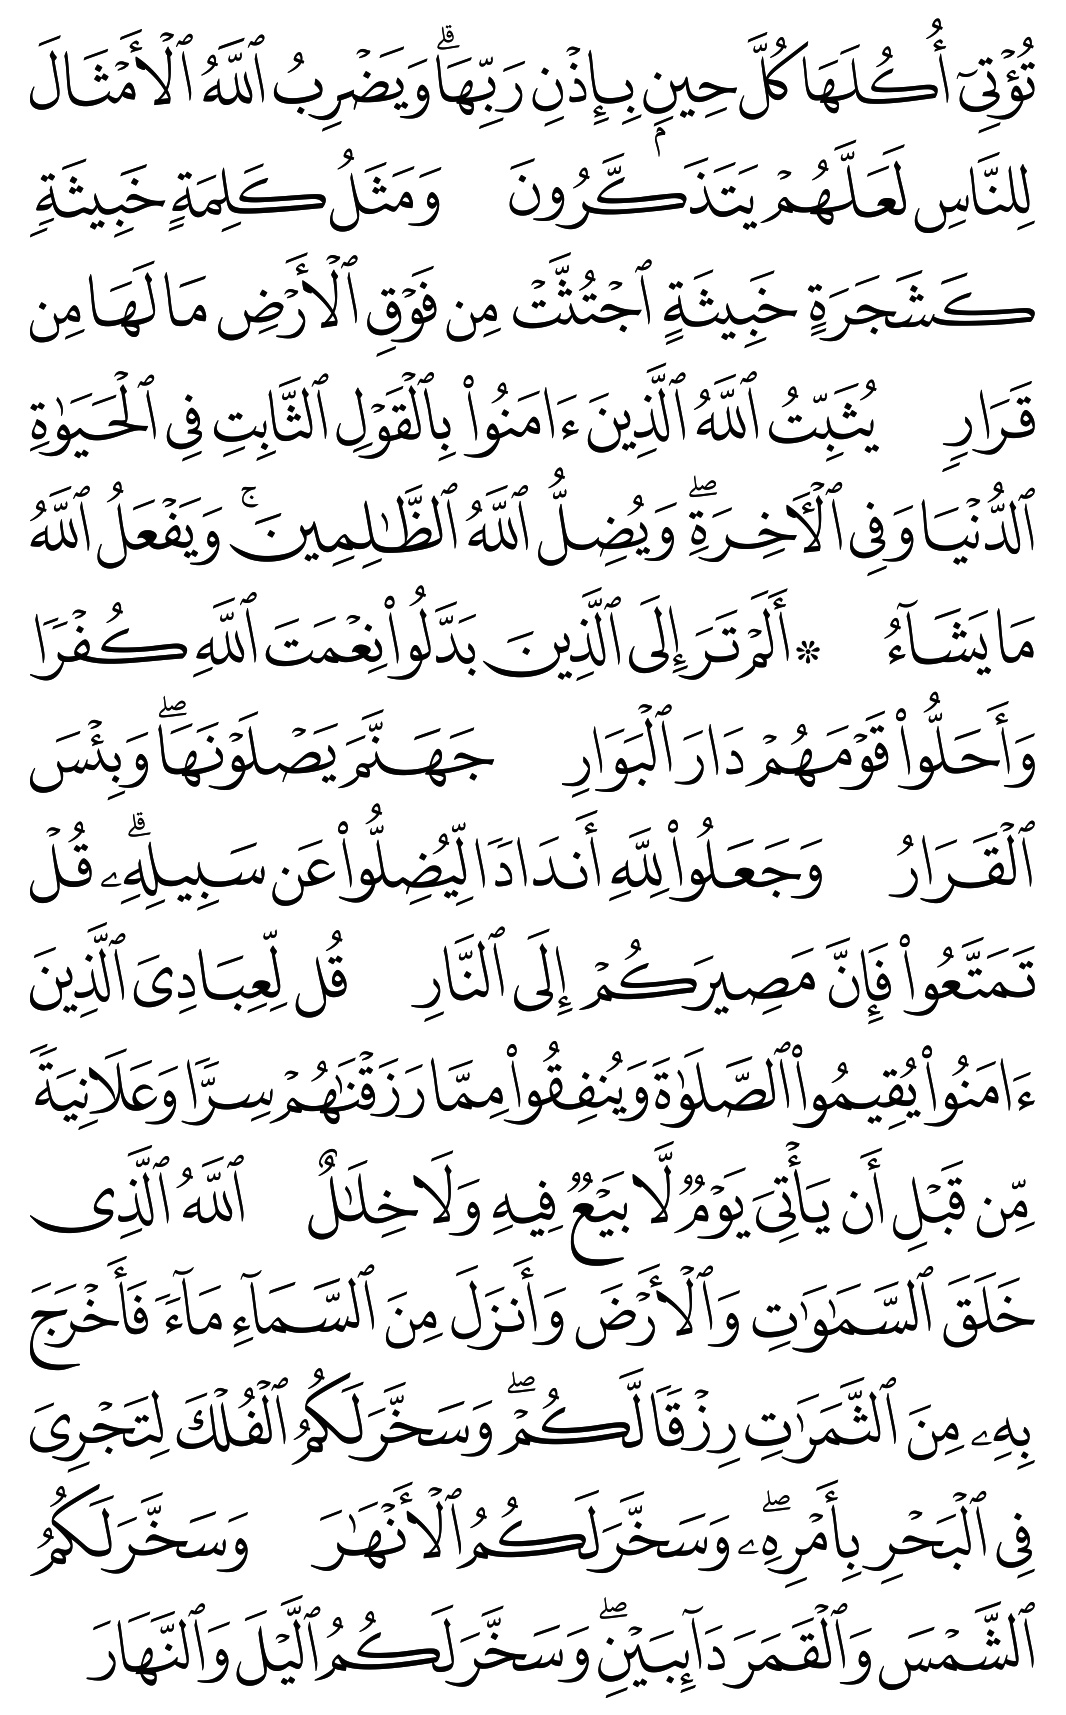 تُؤۡتِيٓ أُكُلَهَا كُلَّ حِينِۭ بِإِذۡنِ رَبِّهَاۗ وَيَضۡرِبُ ٱللَّهُ ٱلۡأَمۡثَالَ
لِلنَّاسِ لَعَلَّهُمۡ يَتَذَكَّرُونَ وَمَثَلُ كَلِمَةٍ خَبِيثَةٖ
كَشَجَرَةٍ خَبِيثَةٍ ٱجۡتُثَّتۡ مِن فَوۡقِ ٱلۡأَرۡضِ مَا لَهَا مِن
قَرَارٖ يُثَبِّتُ ٱللَّهُ ٱلَّذِينَ ءَامَنُواْ بِٱلۡقَوۡلِ ٱلثَّابِتِ فِي ٱلۡحَيَوٰةِ
ٱلدُّنۡيَا وَفِي ٱلۡأٓخِرَةِۖ وَيُضِلُّ ٱللَّهُ ٱلظَّٰلِمِينَۚ وَيَفۡعَلُ ٱللَّهُ
مَا يَشَآءُ ۞ أَلَمۡ تَرَ إِلَى ٱلَّذِينَ بَدَّلُواْ نِعۡمَتَ ٱللَّهِ كُفۡرٗا
وَأَحَلُّواْ قَوۡمَهُمۡ دَارَ ٱلۡبَوَارِ جَهَنَّمَ يَصۡلَوۡنَهَاۖ وَبِئۡسَ
ٱلۡقَرَارُ وَجَعَلُواْ لِلَّهِ أَندَادٗا لِّيُضِلُّواْ عَن سَبِيلِهِۦۗ قُلۡ
تَمَتَّعُواْ فَإِنَّ مَصِيرَكُمۡ إِلَى ٱلنَّارِ قُل لِّعِبَادِيَ ٱلَّذِينَ
ءَامَنُواْ يُقِيمُواْ ٱلصَّلَوٰةَ وَيُنفِقُواْ مِمَّا رَزَقۡنَٰهُمۡ سِرّٗا وَعَلَانِيَةٗ
مِّن قَبۡلِ أَن يَأۡتِيَ يَوۡمٞ لَّا بَيۡعٞ فِيهِ وَلَا خِلَٰلٌ ٱللَّهُ ٱلَّذِي
خَلَقَ ٱلسَّمَٰوَٰتِ وَٱلۡأَرۡضَ وَأَنزَلَ مِنَ ٱلسَّمَآءِ مَآءٗ فَأَخۡرَجَ
بِهِۦ مِنَ ٱلثَّمَرَٰتِ رِزۡقٗا لَّكُمۡۖ وَسَخَّرَ لَكُمُ ٱلۡفُلۡكَ لِتَجۡرِيَ
فِي ٱلۡبَحۡرِ بِأَمۡرِهِۦۖ وَسَخَّرَ لَكُمُ ٱلۡأَنۡهَٰرَ وَسَخَّرَ لَكُمُ
ٱلشَّمۡسَ وَٱلۡقَمَرَ دَآئِبَيۡنِۖ وَسَخَّرَ لَكُمُ ٱلَّيۡلَ وَٱلنَّهَارَ